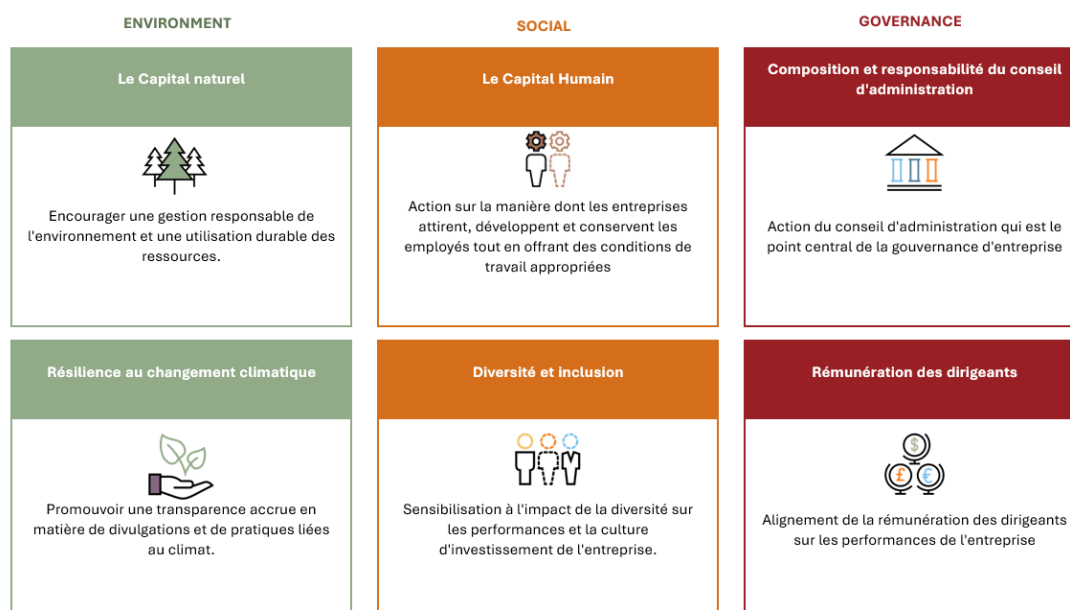 ENVIRONMENT
SOCIAL
GOVERNANCE
Le Capital naturel
Le Capital Humain
Composition et responsabilité du conseil
d'administration
Encourager une gestion responsable de
l'environnement et une utilisation durable des
ressources.
Action sur la manière dont les entreprises
attirent, développent et conservent les
employés tout en offrant des conditions de
travail appropriées
Action du conseil d'administration qui est le
point central de la gouvernance d'entreprise
Résilience au changement climatique
Diversité et inclusion
Rémunération des dirigeants
$
£
€
Promouvoir une transparence accrue en
matière de divulgations et de pratiques liées
au climat.
Sensibilisation à l'impact de la diversité sur
les performances et la culture
d'investissement de l'entreprise.
Alignement de la rémunération des dirigeants
sur les performances de l'entreprise